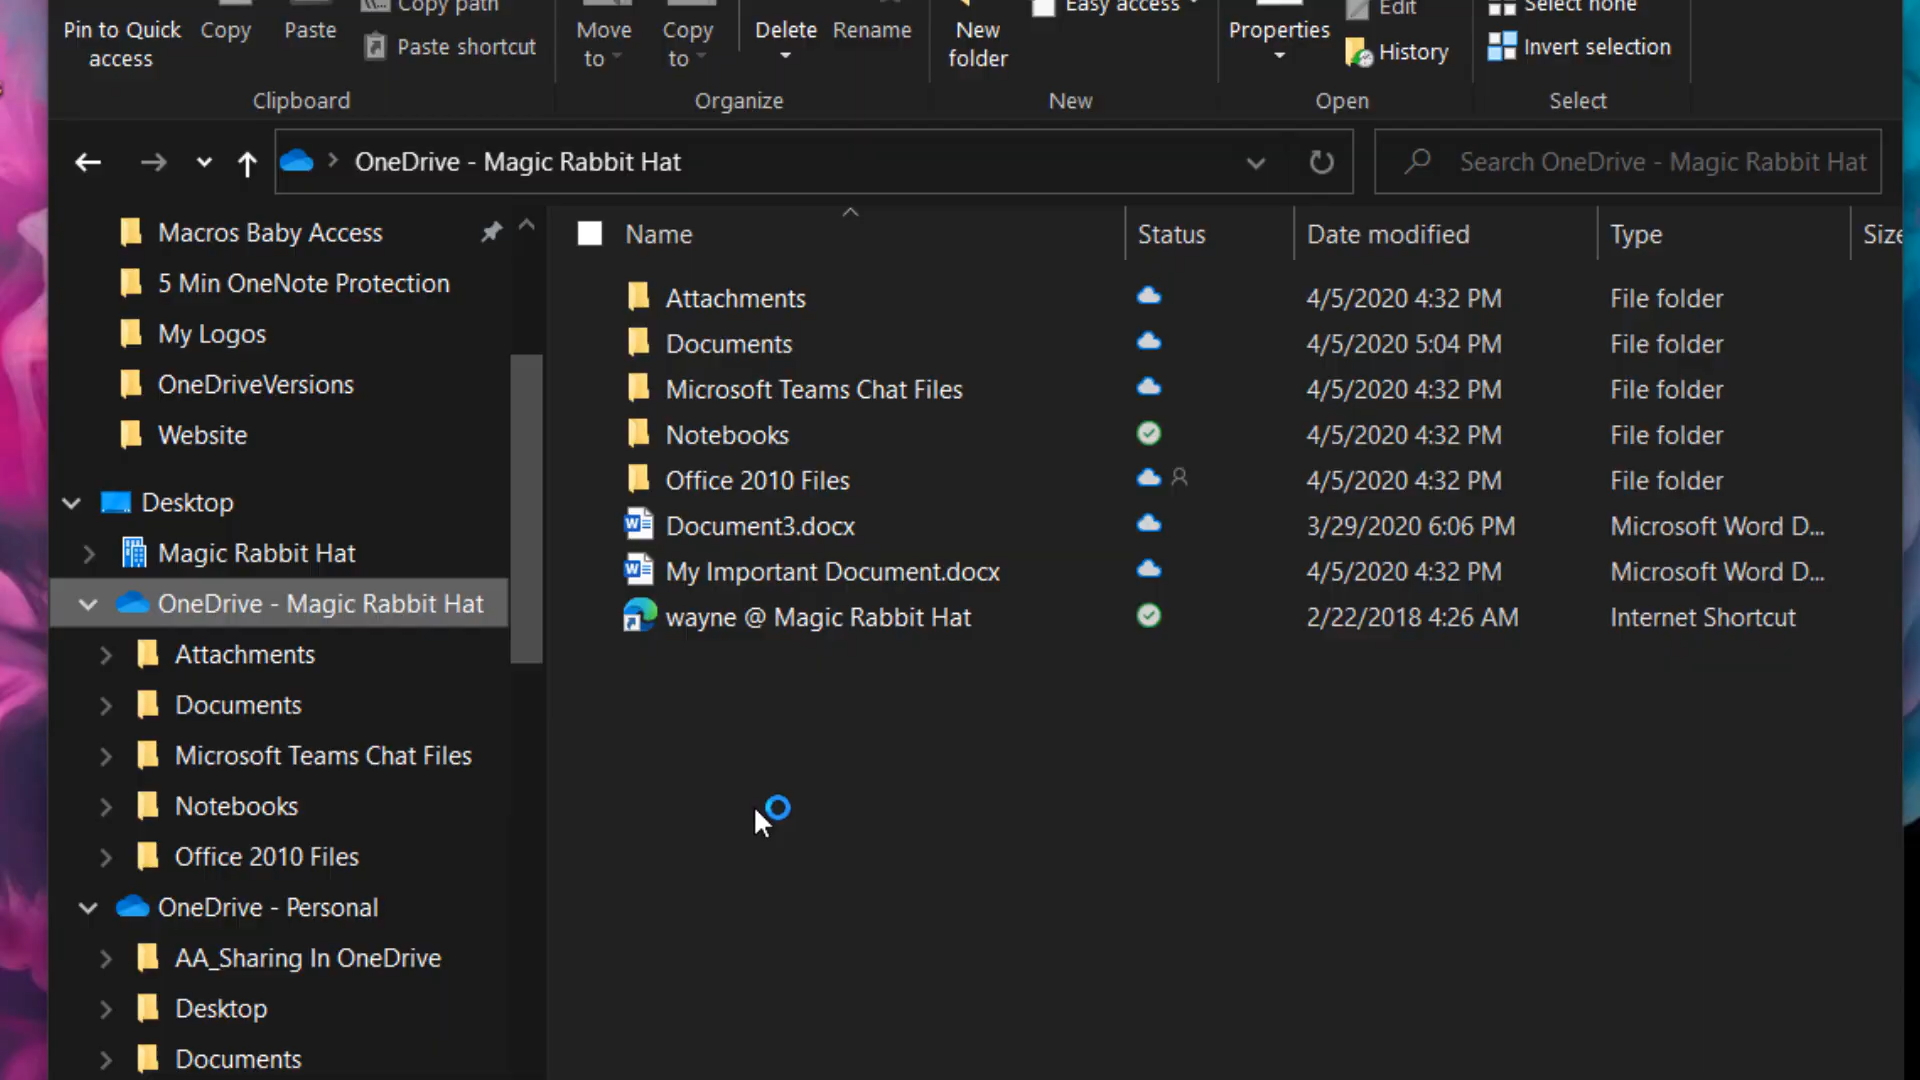 Copy path
Easy access
Edit
Select none
Pin to Quick access
Copy
Paste
Paste shortcut
Move to
Copy to
Delete
Rename
New folder
Properties
History
Invert selection
Clipboard
Organize
New
Open
Select
OneDrive - Magic Rabbit Hat
Search OneDrive - Magic Rabbit Hat
Macros Baby Access
5 Min OneNote Protection
My Logos
OneDriveVersions
Website
Desktop
Magic Rabbit Hat
OneDrive - Magic Rabbit Hat
Attachments
Documents
Microsoft Teams Chat Files
Notebooks
Office 2010 Files
OneDrive - Personal
AA_Sharing In OneDrive
Desktop
Documents
Name Status Date modified Type Size
Attachments 4/5/2020 4:32 PM File folder
Documents 4/5/2020 5:04 PM File folder
Microsoft Teams Chat Files 4/5/2020 4:32 PM File folder
Notebooks 4/5/2020 4:32 PM File folder
Office 2010 Files 4/5/2020 4:32 PM File folder
Document3.docx 3/29/2020 6:06 PM Microsoft Word D...
My Important Document.docx 4/5/2020 4:32 PM Microsoft Word D...
wayne @ Magic Rabbit Hat 2/22/2018 4:26 AM Internet Shortcut